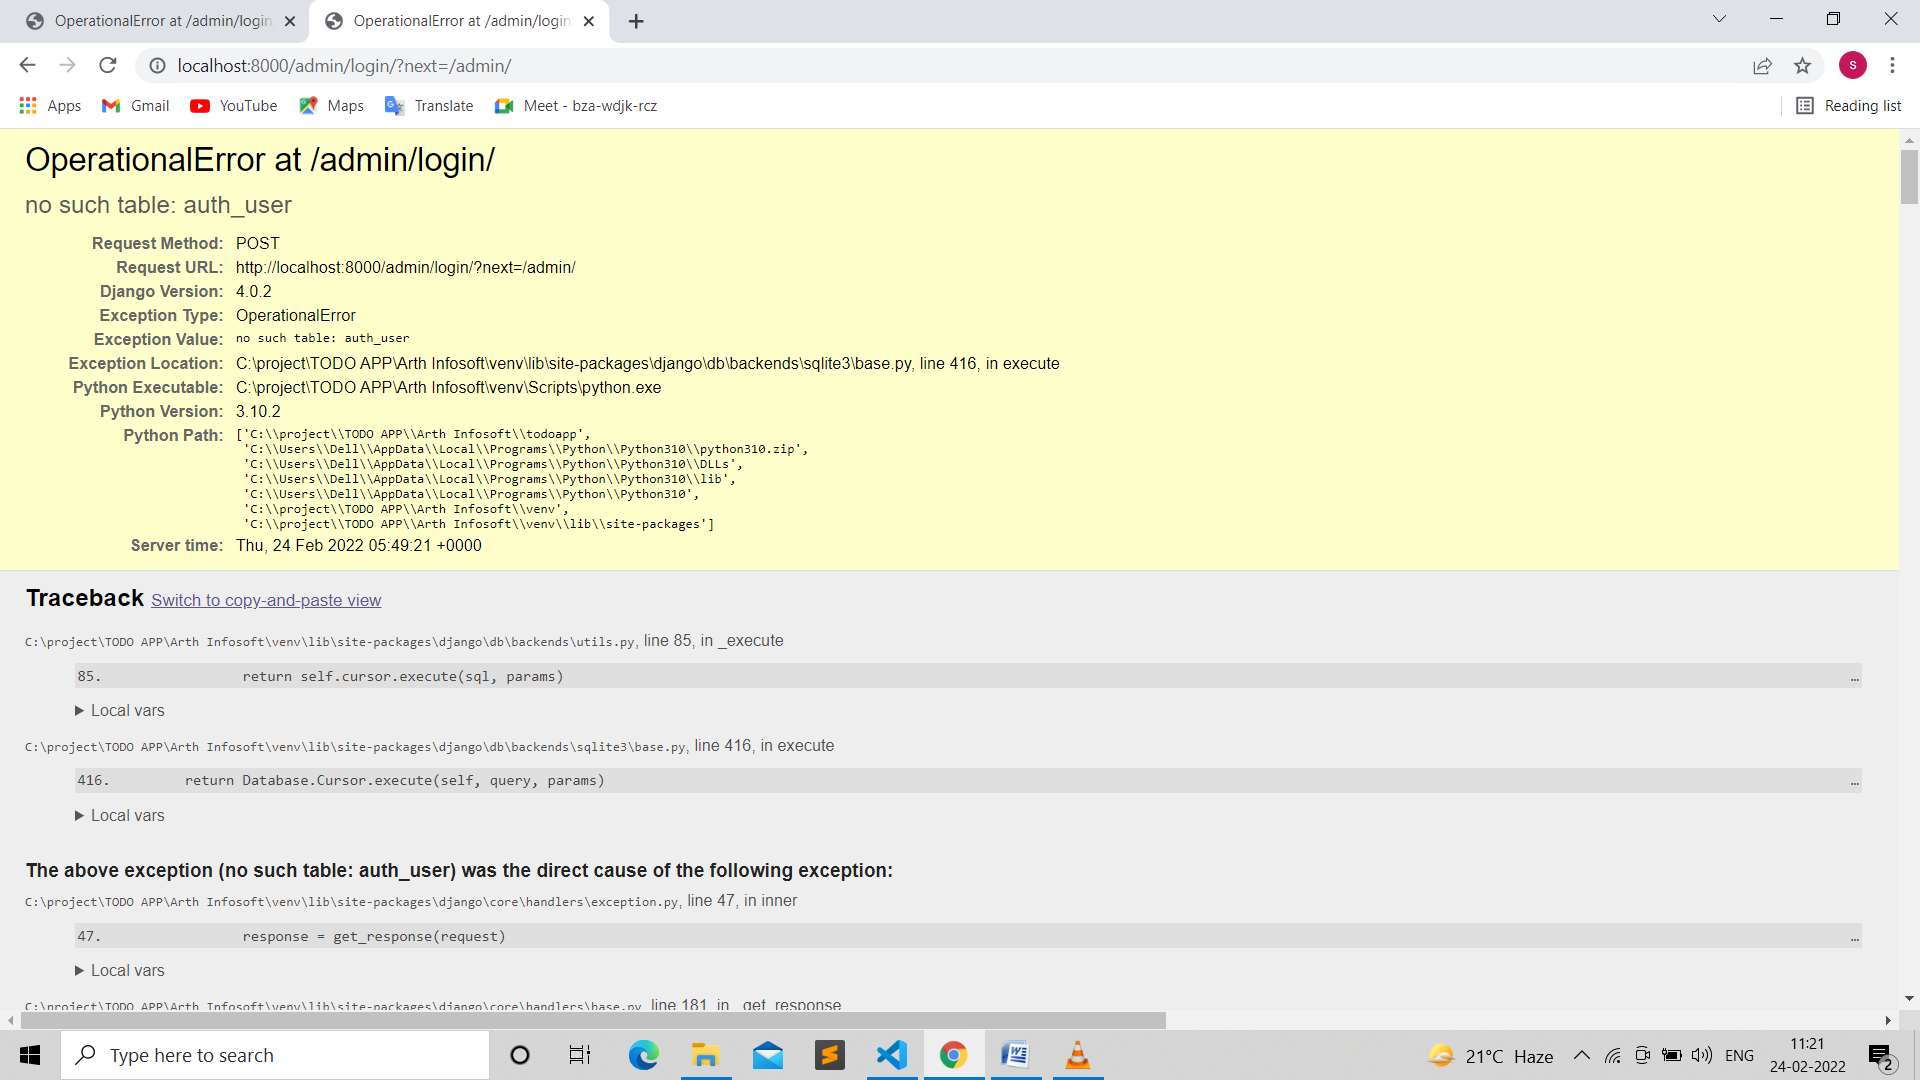 OperationalError at /admin/login
OperationalError at /admin/login
localhost:8000/admin/login/?next=/admin/
S
Apps
Gmail
YouTube
Maps
Translate
Meet - bza-wdjk-rcz
Reading list
OperationalError at /admin/login/
no such table: auth_user
Request Method: POST
Request URL: http://localhost:8000/admin/login/?next=/admin/
Django Version: 4.0.2
Exception Type: OperationalError
Exception Value: no such table: auth_user
Exception Location: C:\project\TODO APP\Arth Infosoft\venv\lib\site-packages\django\db\backends\sqlite3\base.py, line 416, in execute
Python Executable: C:\project\TODO APP\Arth Infosoft\venv\Scripts\python.exe
Python Version: 3.10.2
Python Path: ['C:\\project\\TODO APP\\Arth Infosoft\\todoapp',
'C:\\Users\\Dell\\AppData\\Local\\Programs\\Python\\Python310\\python310.zip',
'C:\\Users\\Dell\\AppData\\Local\\Programs\\Python\\Python310\\DLLs',
'C:\\Users\\Dell\\AppData\\Local\\Programs\\Python\\Python310\\lib',
'C:\\Users\\Dell\\AppData\\Local\\Programs\\Python\\Python310',
'C:\\project\\TODO APP\\Arth Infosoft\\venv',
'C:\\project\\TODO APP\\Arth Infosoft\\venv\\lib\\site-packages']
Server time: Thu, 24 Feb 2022 05:49:21 +0000
Traceback Switch to copy-and-paste view
C:\project\TODO APP\Arth Infosoft\venv\lib\site-packages\django\db\backends\utils.py, line 85, in _execute
85. return self.cursor.execute(sql, params) …
Local vars
C:\project\TODO APP\Arth Infosoft\venv\lib\site-packages\django\db\backends\sqlite3\base.py, line 416, in execute
416. return Database.Cursor.execute(self, query, params) …
Local vars
The above exception (no such table: auth_user) was the direct cause of the following exception:
C:\project\TODO APP\Arth Infosoft\venv\lib\site-packages\django\core\handlers\exception.py, line 47, in inner
47. response = get_response(request) …
Local vars
C:\project\TODO APP\Arth Infosoft\venv\lib\site-packages\django\core\handlers\base.py, line 181, in _get_response
Type here to search
21°C Haze
ENG
11:21
24-02-2022
2